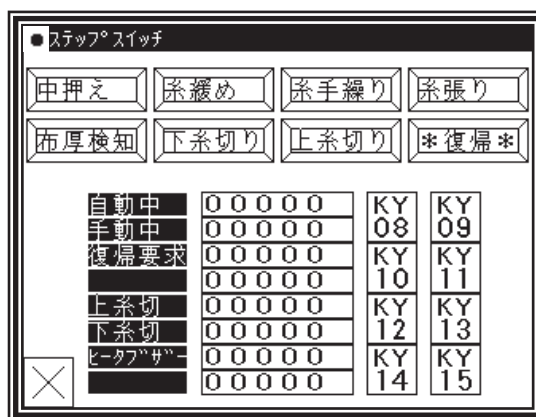 ●ｽﾃｯﾌﾟｽｲｯﾁ
中押え 糸緩め 糸手繰り 糸張り
布厚検知 下糸切り 上糸切り *復帰*
自動中 00000 KY 08 KY 09
手動中 00000
復帰要求 00000 KY 10 KY 11
00000
上糸切 00000 KY 12 KY 13
下糸切 00000
ﾋｰﾀﾌﾞｻﾞｰ 00000 KY 14 KY 15
00000